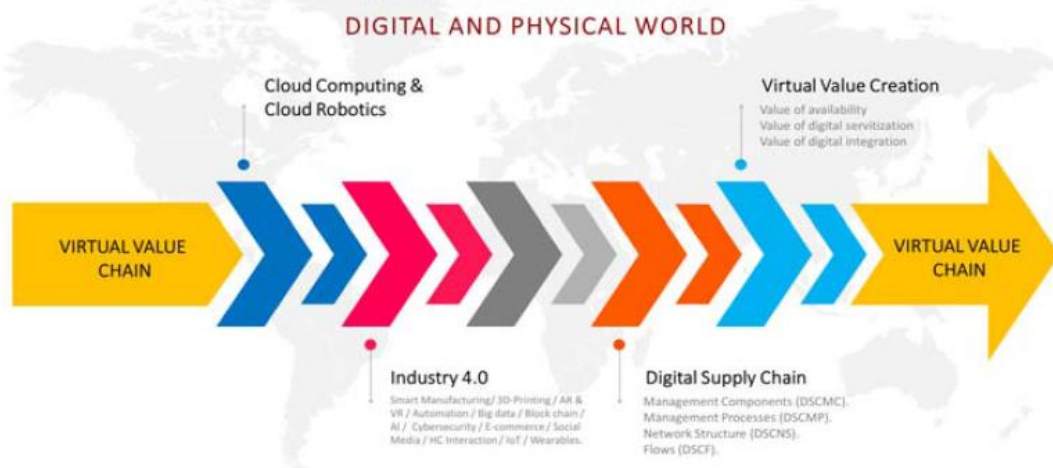 DIGITAL AND PHYSICAL WORLD
Cloud Computing &
Cloud Robotics
Virtual Value Creation
Value of availability
Value of digital servitization
Value of digital integration
VIRTUAL VALUE
CHAIN
VIRTUAL VALUE
CHAIN
Industry 4.0
Smart Manufacturing/ 3D-Printing / AR &
VR / Automation / Big data / Block chain /
AI / Cybersecurity / E-commerce / Social
Media / HC Interaction / IoT / Wearables.
Digital Supply Chain
Management Components (DSCMC).
Management Processes (DSCMP).
Network Structure (DSCNS).
Flows (DSCF).